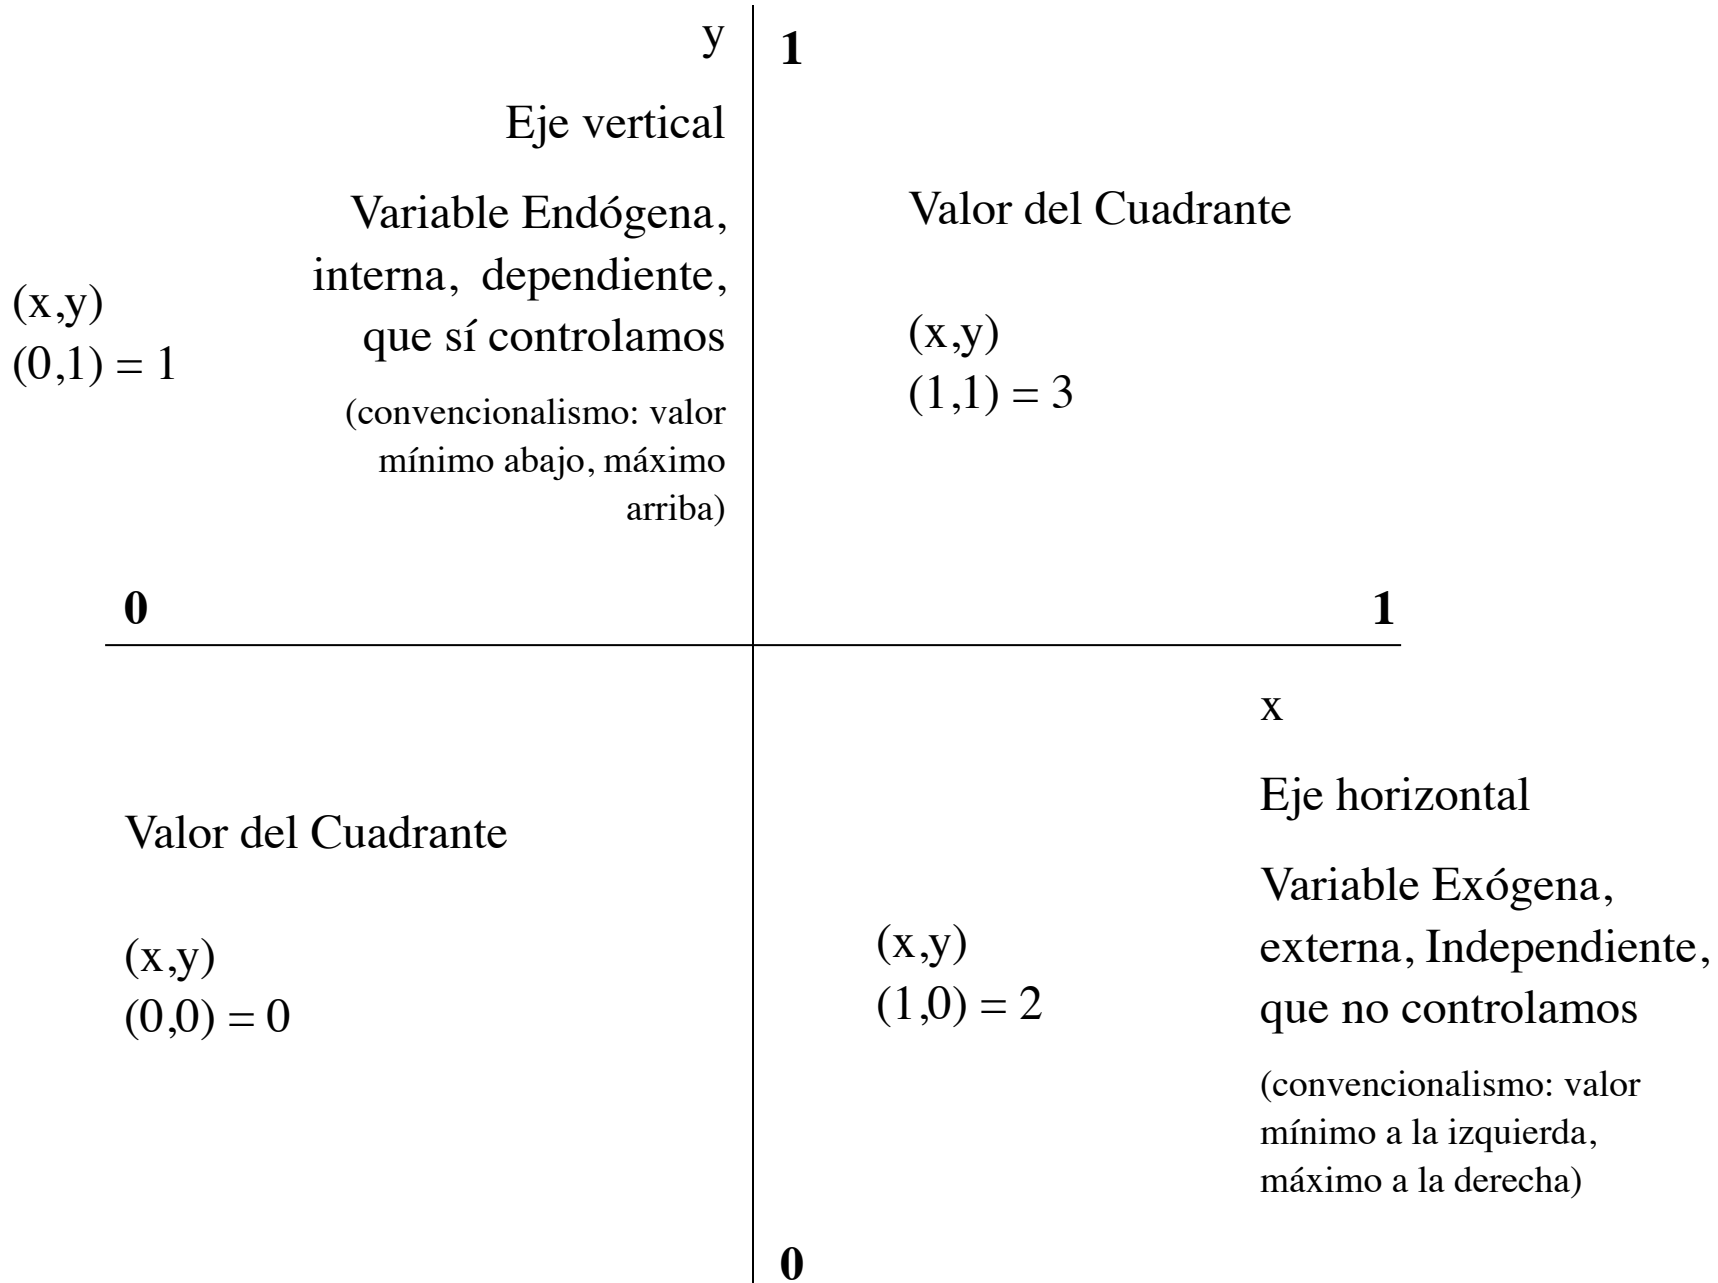 y
1
Eje vertical
Variable Endógena,
interna,  dependiente,
que sí controlamos
(convencionalismo: valor
mínimo abajo, máximo
arriba)
(x,y)
(0,1) = 1
Valor del Cuadrante
(x,y)
(1,1) = 3
0
1
x
Eje horizontal
Variable Exógena,
externa, Independiente,
que no controlamos
(convencionalismo: valor
mínimo a la izquierda,
máximo a la derecha)
Valor del Cuadrante
(x,y)
(0,0) = 0
(x,y)
(1,0) = 2
0